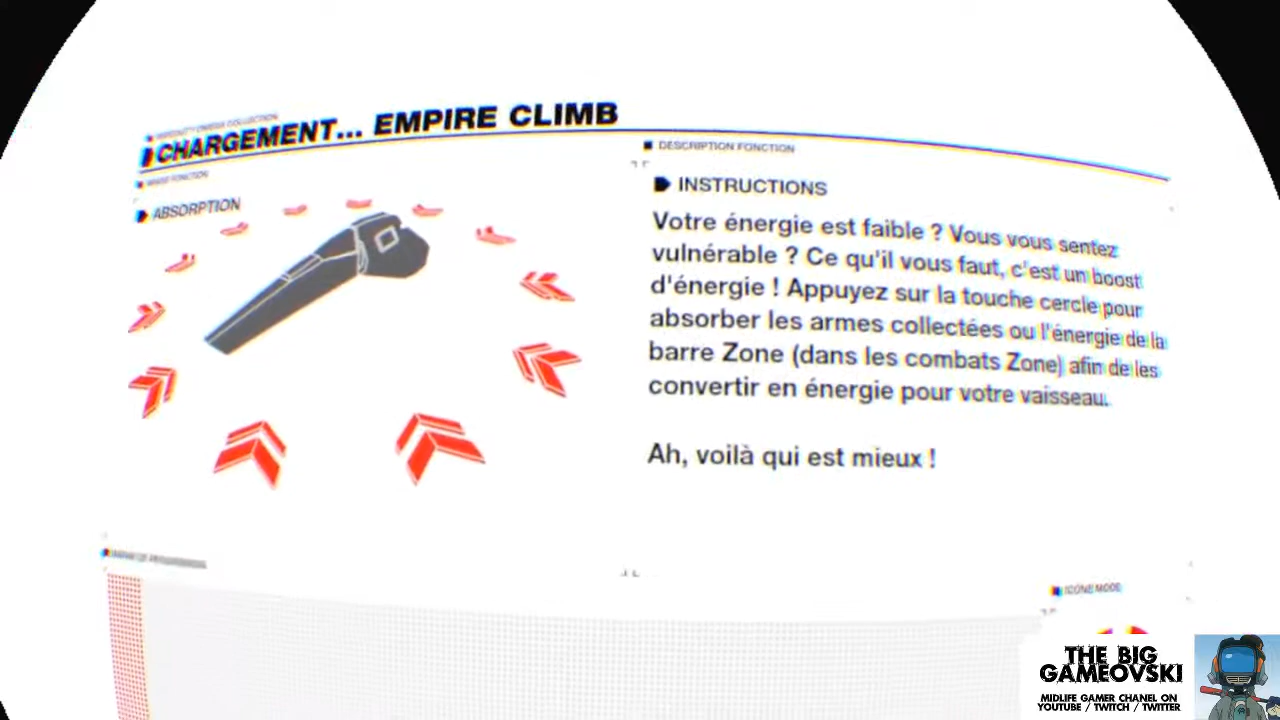 CHARGEMENT... EMPIRE CLIMB
DESCRIPTION FONCTION
ABSORPTION
INSTRUCTIONS
Votre énergie est faible ? Vous vous sentez
vulnérable ? Ce qu'il vous faut, c'est un boost
d'énergie ! Appuyez sur la touche cercle pour
absorber les armes collectées ou l'énergie de la
barre Zone (dans les combats Zone) afin de les
convertir en énergie pour votre vaisseau.
Ah, voilà qui est mieux !
ICÔNE MODE
THE BIG
GAMEOVSKI
MIDLIFE GAMER CHANEL ON
YOUTUBE / TWITCH / TWITTER